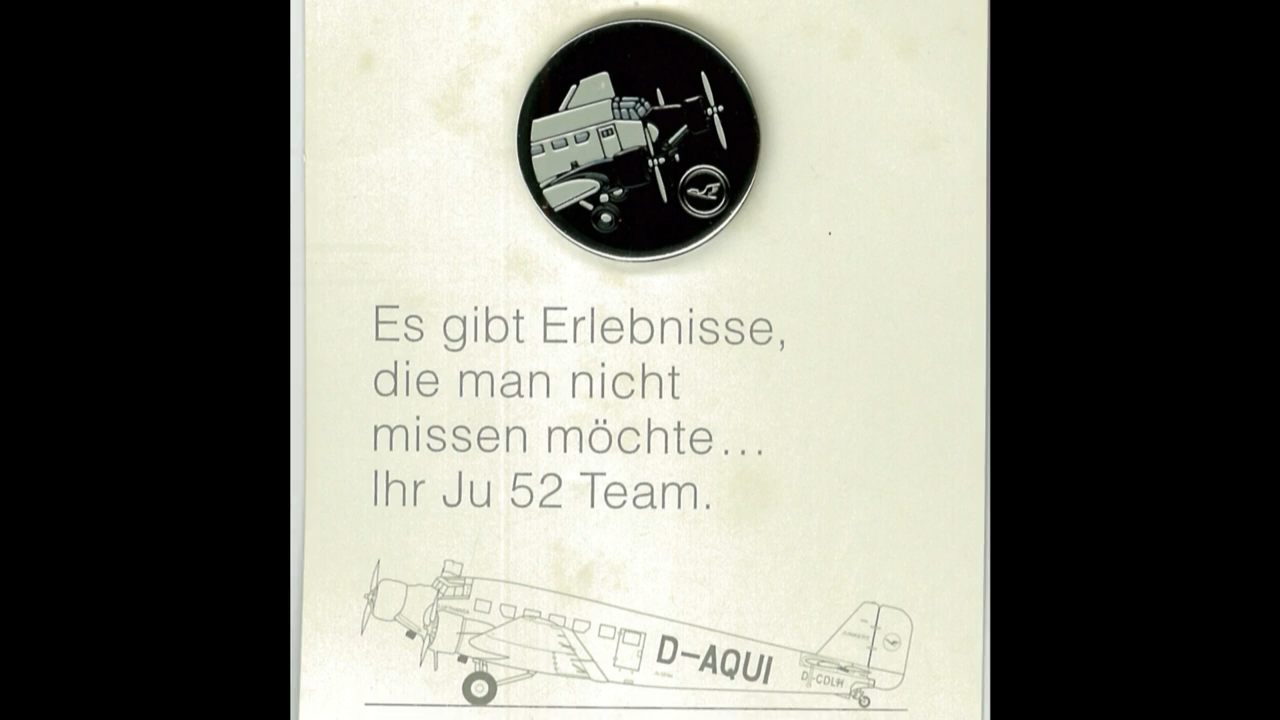 Es gibt Erlebnisse,
die man nicht
missen möchte...
Ihr Ju 52 Team.
D-AQUI
D-CDLH